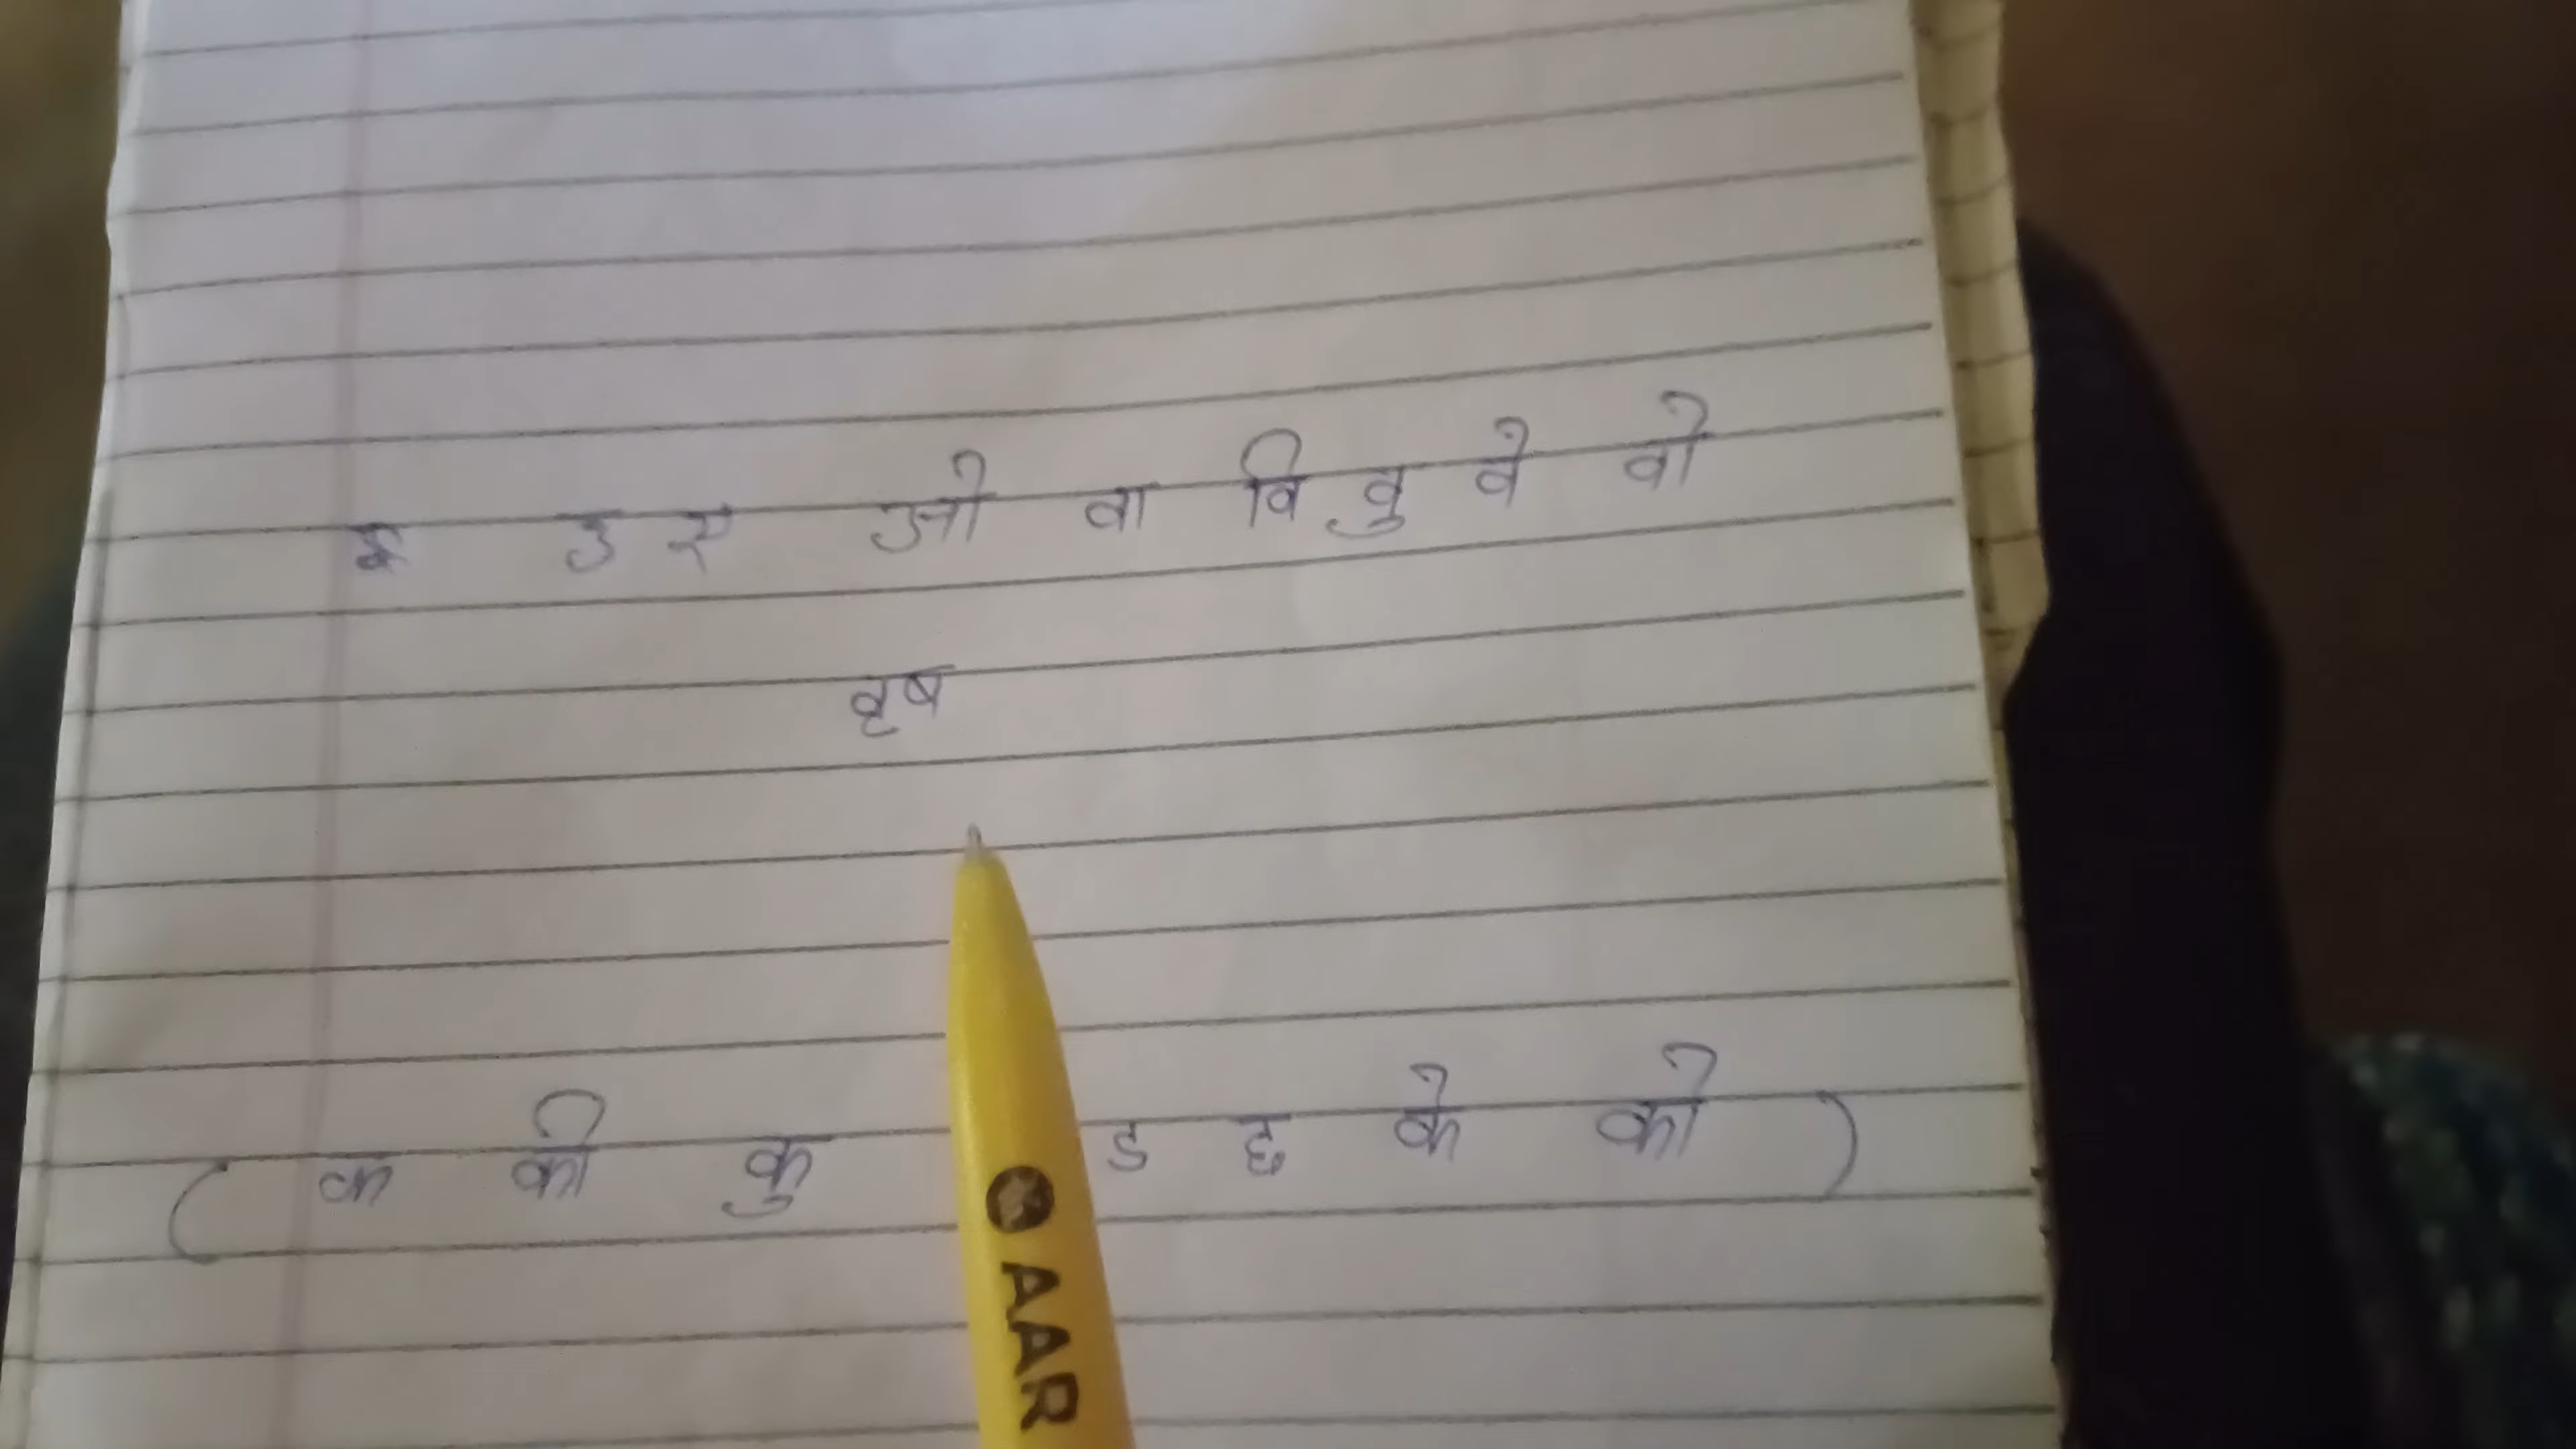 इ उ ए ओ वा वि वु वे वो
वृष
( क की कु ड छ के को )
AAR